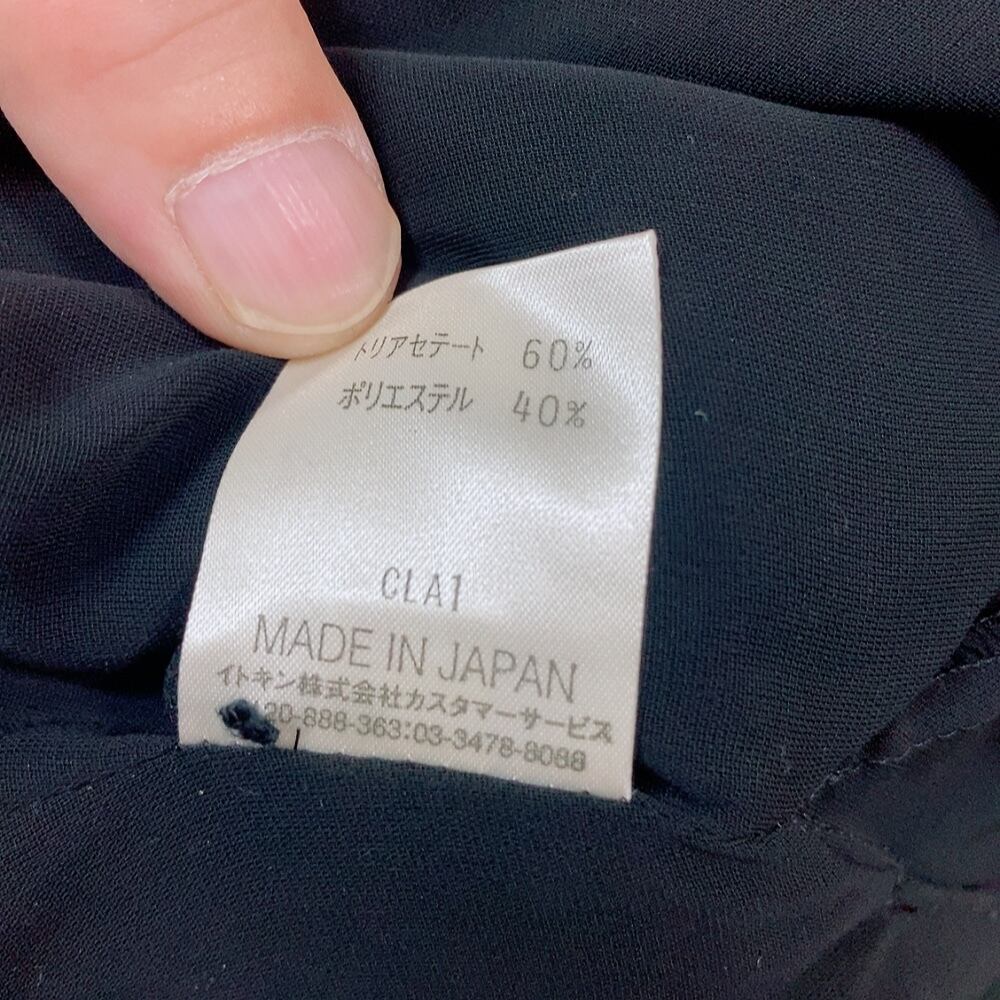 トリアセテート 60%
ポリエステル 40%
CLA1
MADE IN JAPAN
イトキン株式会社カスタマーサービス
20-888-363:03-3478-8088